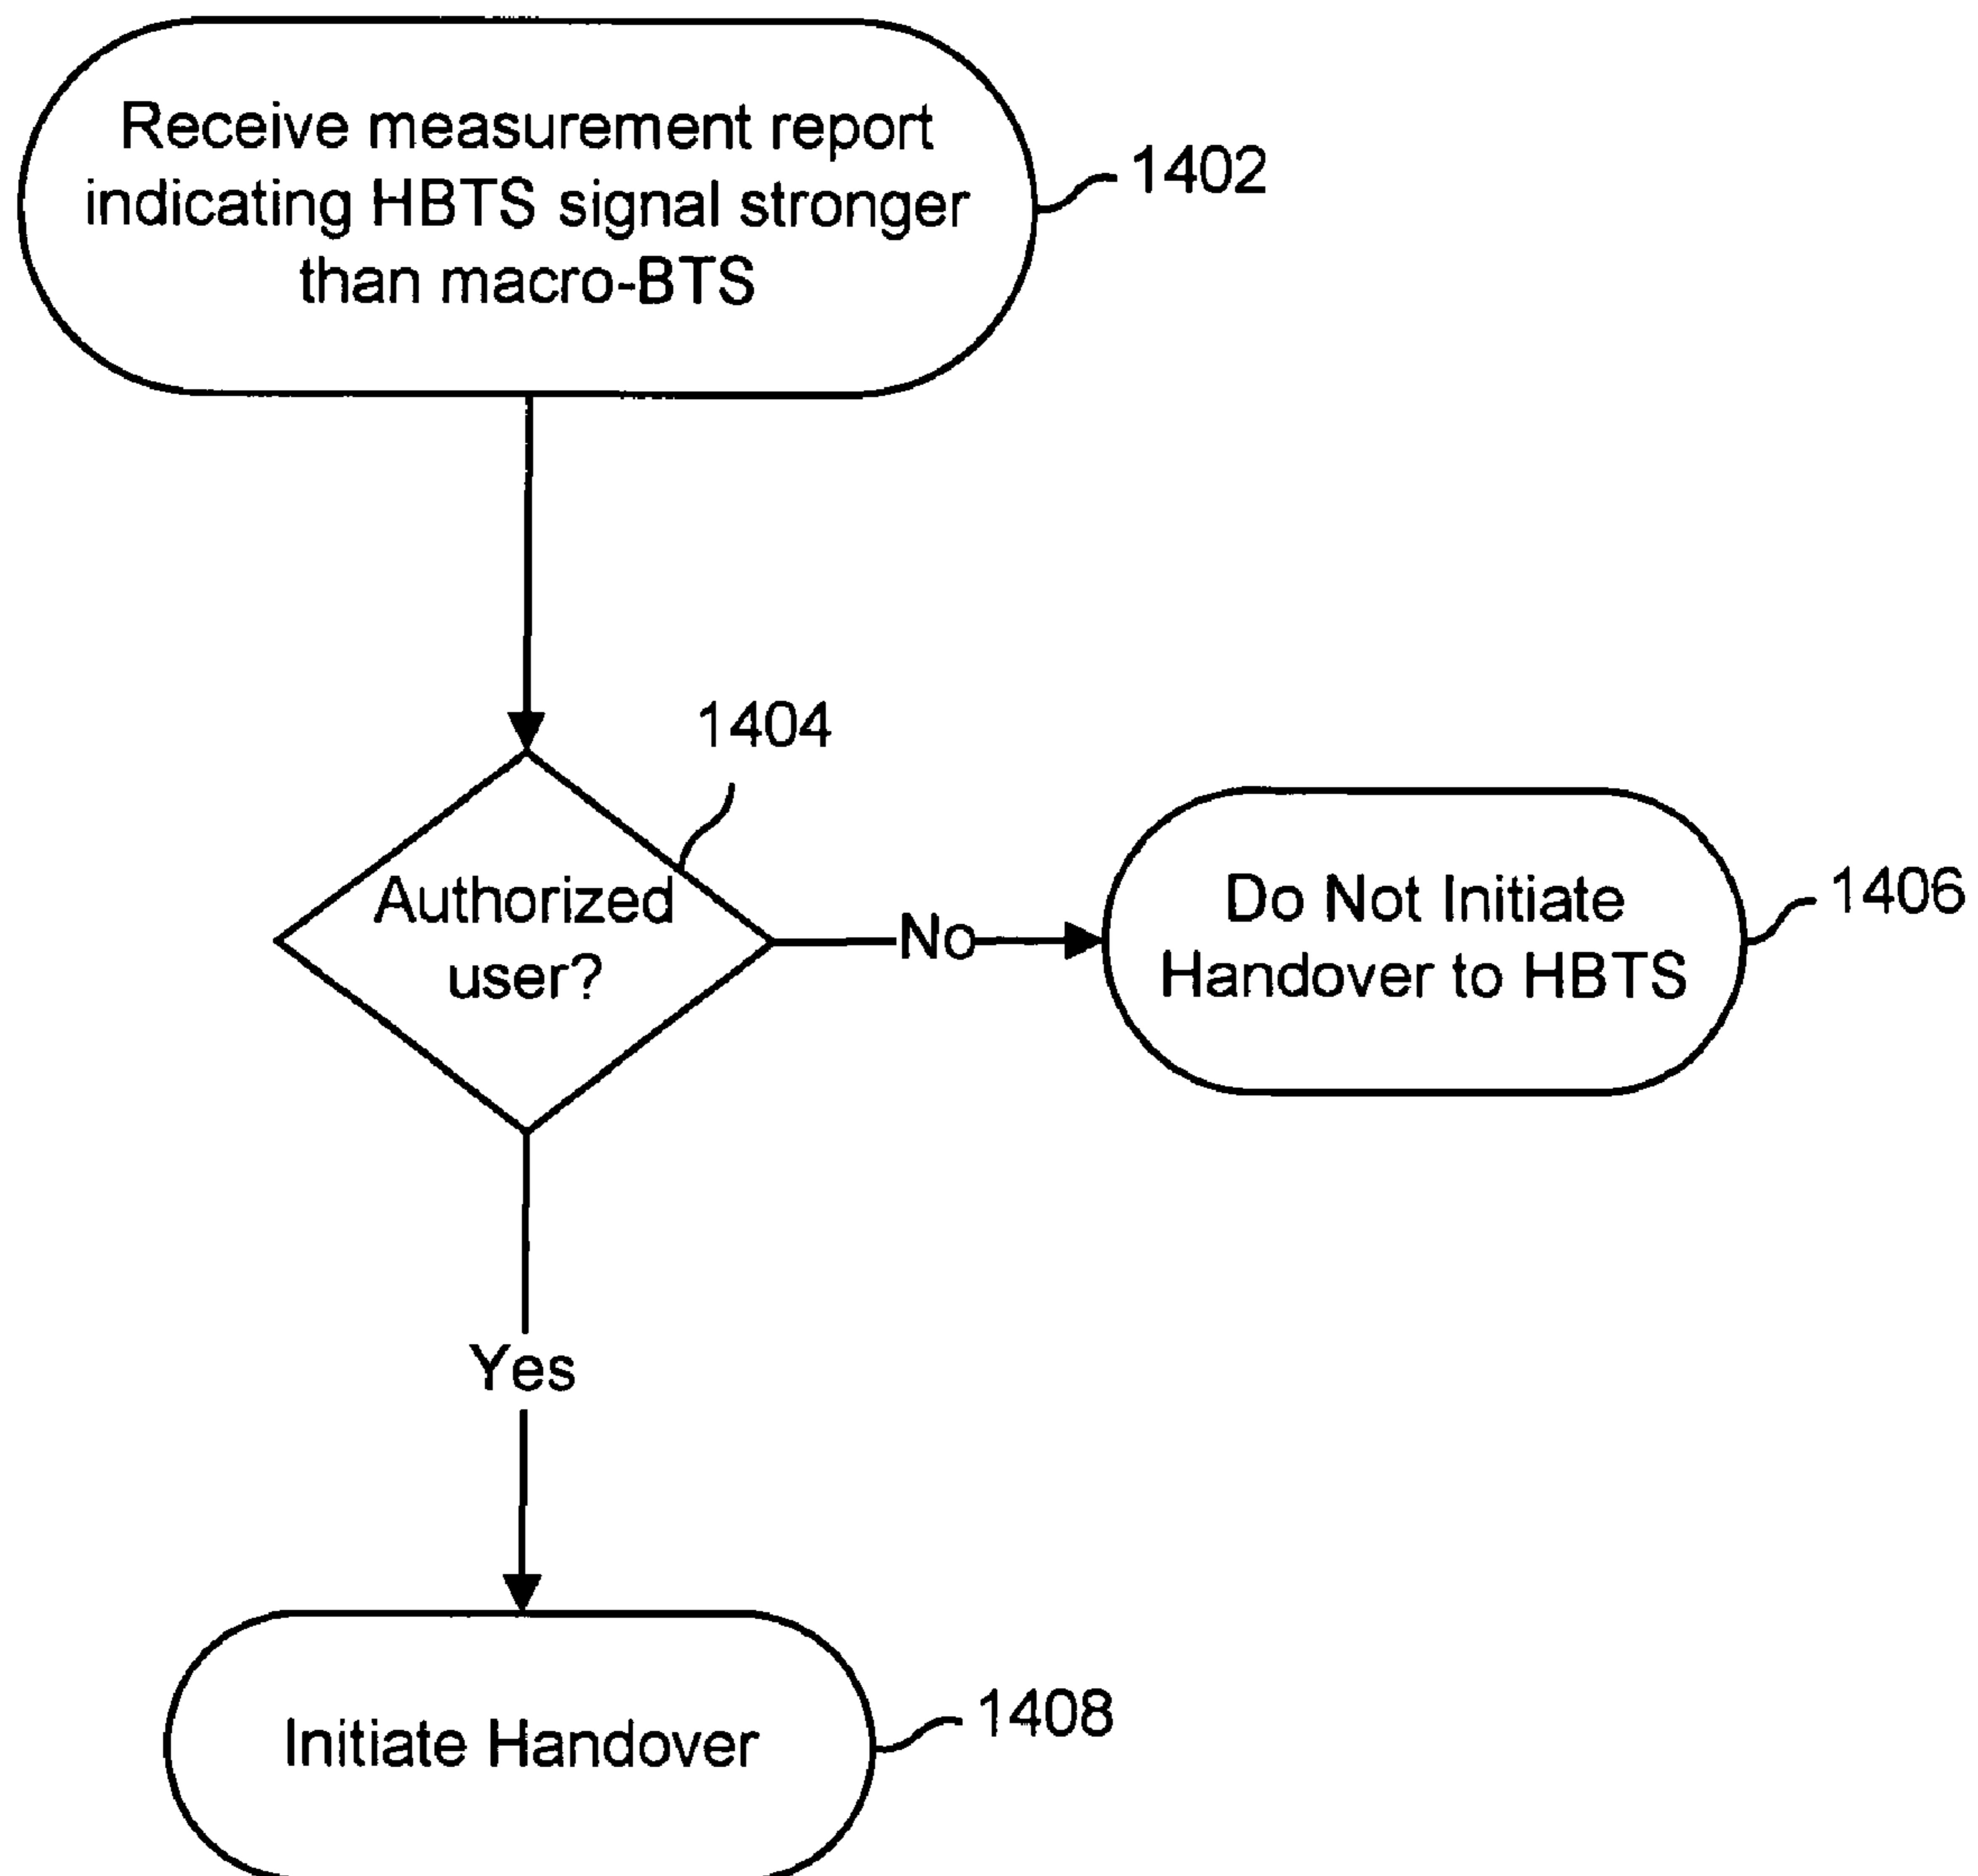 Receive measurement report
indicating HBTS signal stronger
than macro-BTS
1402
1404
Authorized
user?
No
Do Not Initiate
Handover to HBTS
1406
Yes
Initiate Handover
1408